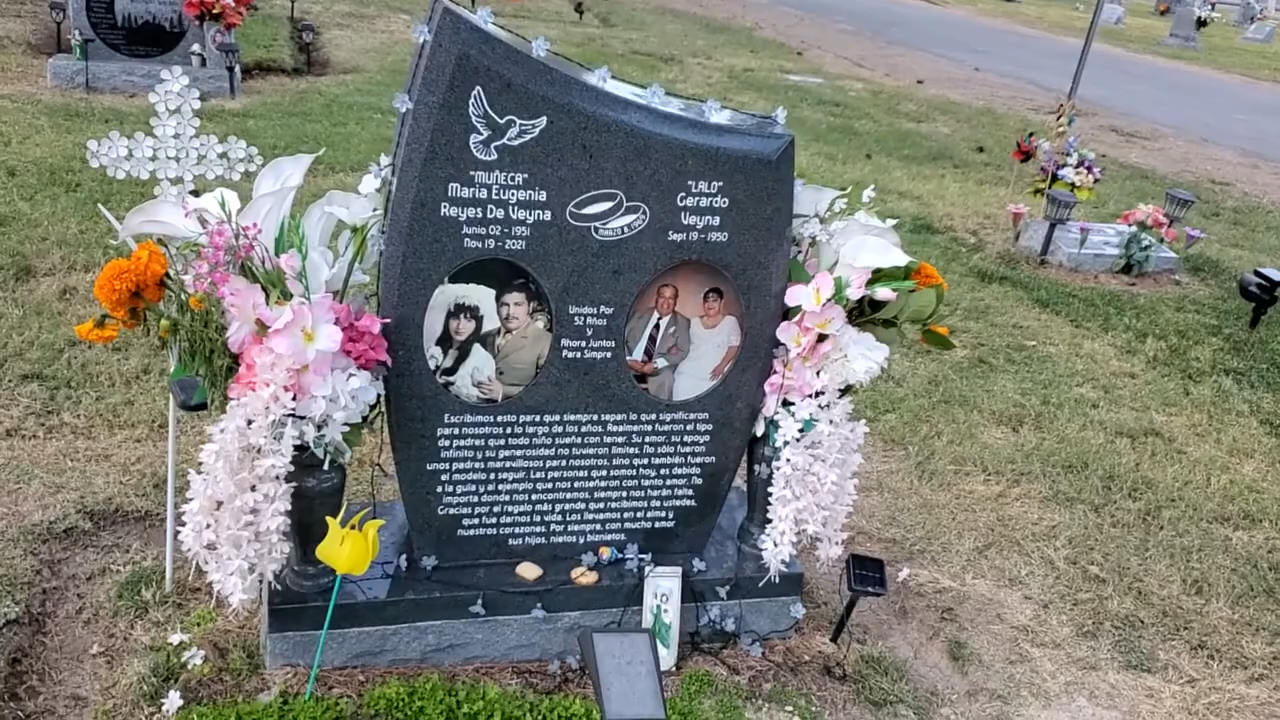 "MUÑECA"
Maria Eugenia
Reyes De Veyna
Junio 02 - 1951
Nov 19 - 2021
MARZO 8, 1969
"LALO"
Gerardo
Veyna
Sept 19 - 1950
Unidos Por
52 Años
Y
Ahora Juntos
Para Simpre
Escribimos esto para que siempre sepan lo que significaron
para nosotros a lo largo de los años. Realmente fueron el tipo
de padres que todo niño sueña con tener. Su amor, su apoyo
infinito y su generosidad no tuvieron límites. No sólo fueron
unos padres maravillosos para nosotros, sino que también fueron
el modelo a seguir. Las personas que somos hoy, es debido
a la guía y al ejemplo que nos enseñaron con tanto amor. No
importa donde nos encontremos, siempre nos harán falta.
Gracias por el regalo más grande que recibimos de ustedes,
que fue darnos la vida. Los llevamos en el alma y
nuestros corazones. Por siempre, con mucho amor
sus hijos, nietos y biznietos.